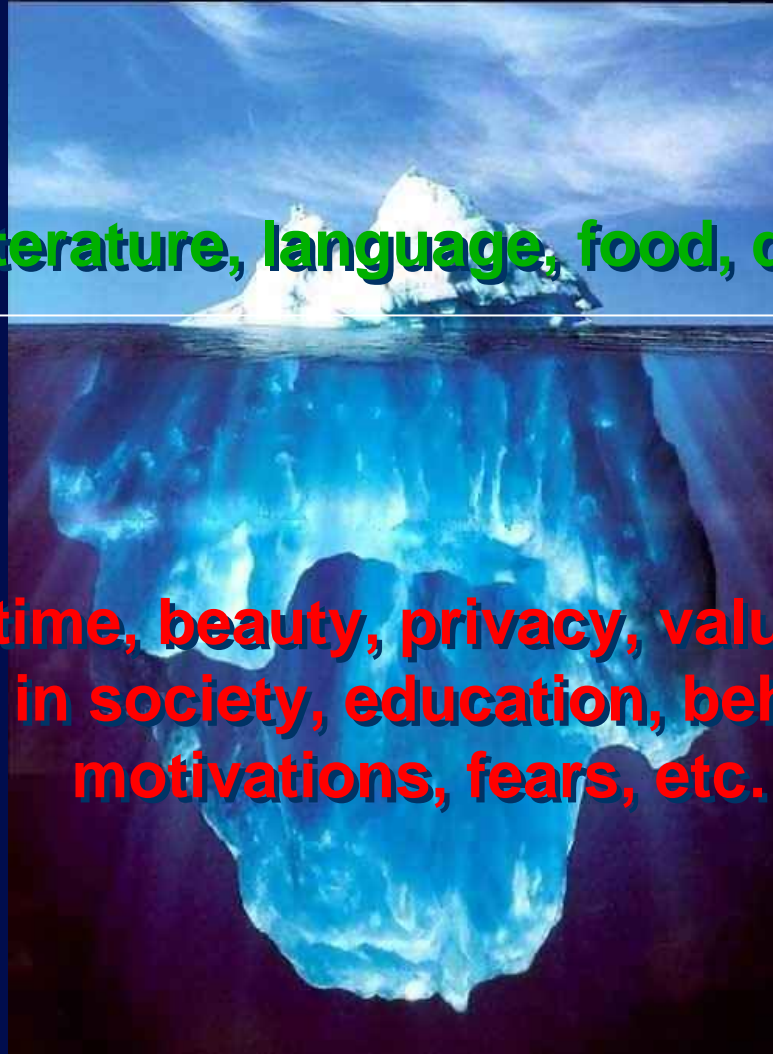 terature, language, food, 
time, beauty, privacy, valu
in society, education, beh
motivations, fears, etc.